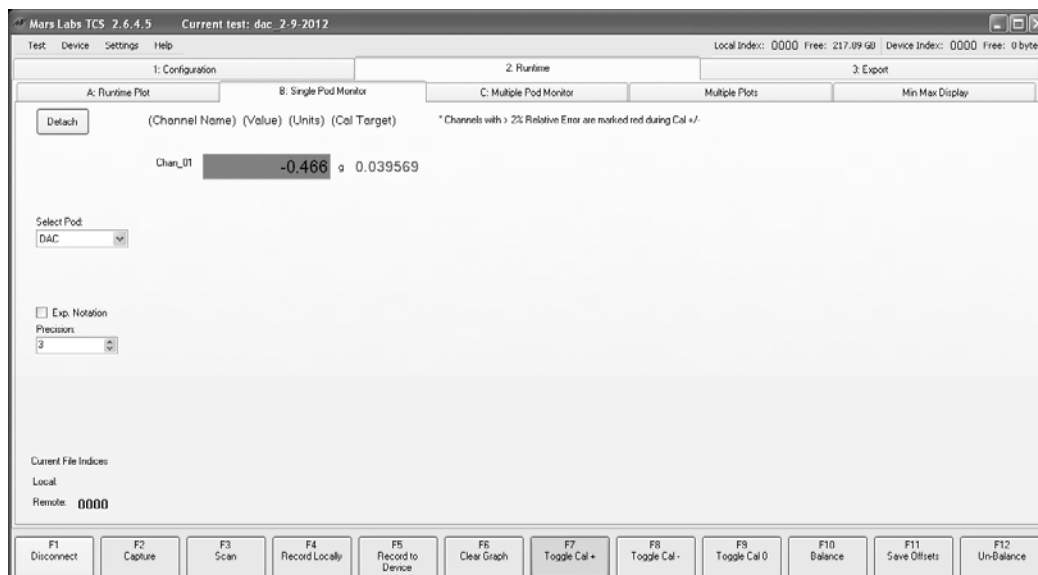 Mars Labs TCS 2.6.4.5 Current test: dac_2-9-2012
Test Device Settings Help Local Index: 0000 Free: 217.09 GB Device Index: 0000 Free: 0 byte
1: Configuration 2: Runtime 3: Export
A: Runtime Plot B: Single Pod Monitor C: Multiple Pod Monitor Multiple Plots Min Max Display
Detach (Channel Name) (Value) (Units) (Cal Target) * Channels with > 2% Relative Error are marked red during Cal +/-
Chan_01 -0.466 g 0.039569
Select Pod:
DAC
Exp. Notation
Precision:
3
Current File Indices
Local:
Remote: 0000
F1 F2 F3 F4 F5 F6 F7 F8 F9 F10 F11 F12
Disconnect Capture Scan Record Locally Record to Clear Graph Toggle Cal + Toggle Cal - Toggle Cal 0 Balance Save Offsets Un-Balance
Device